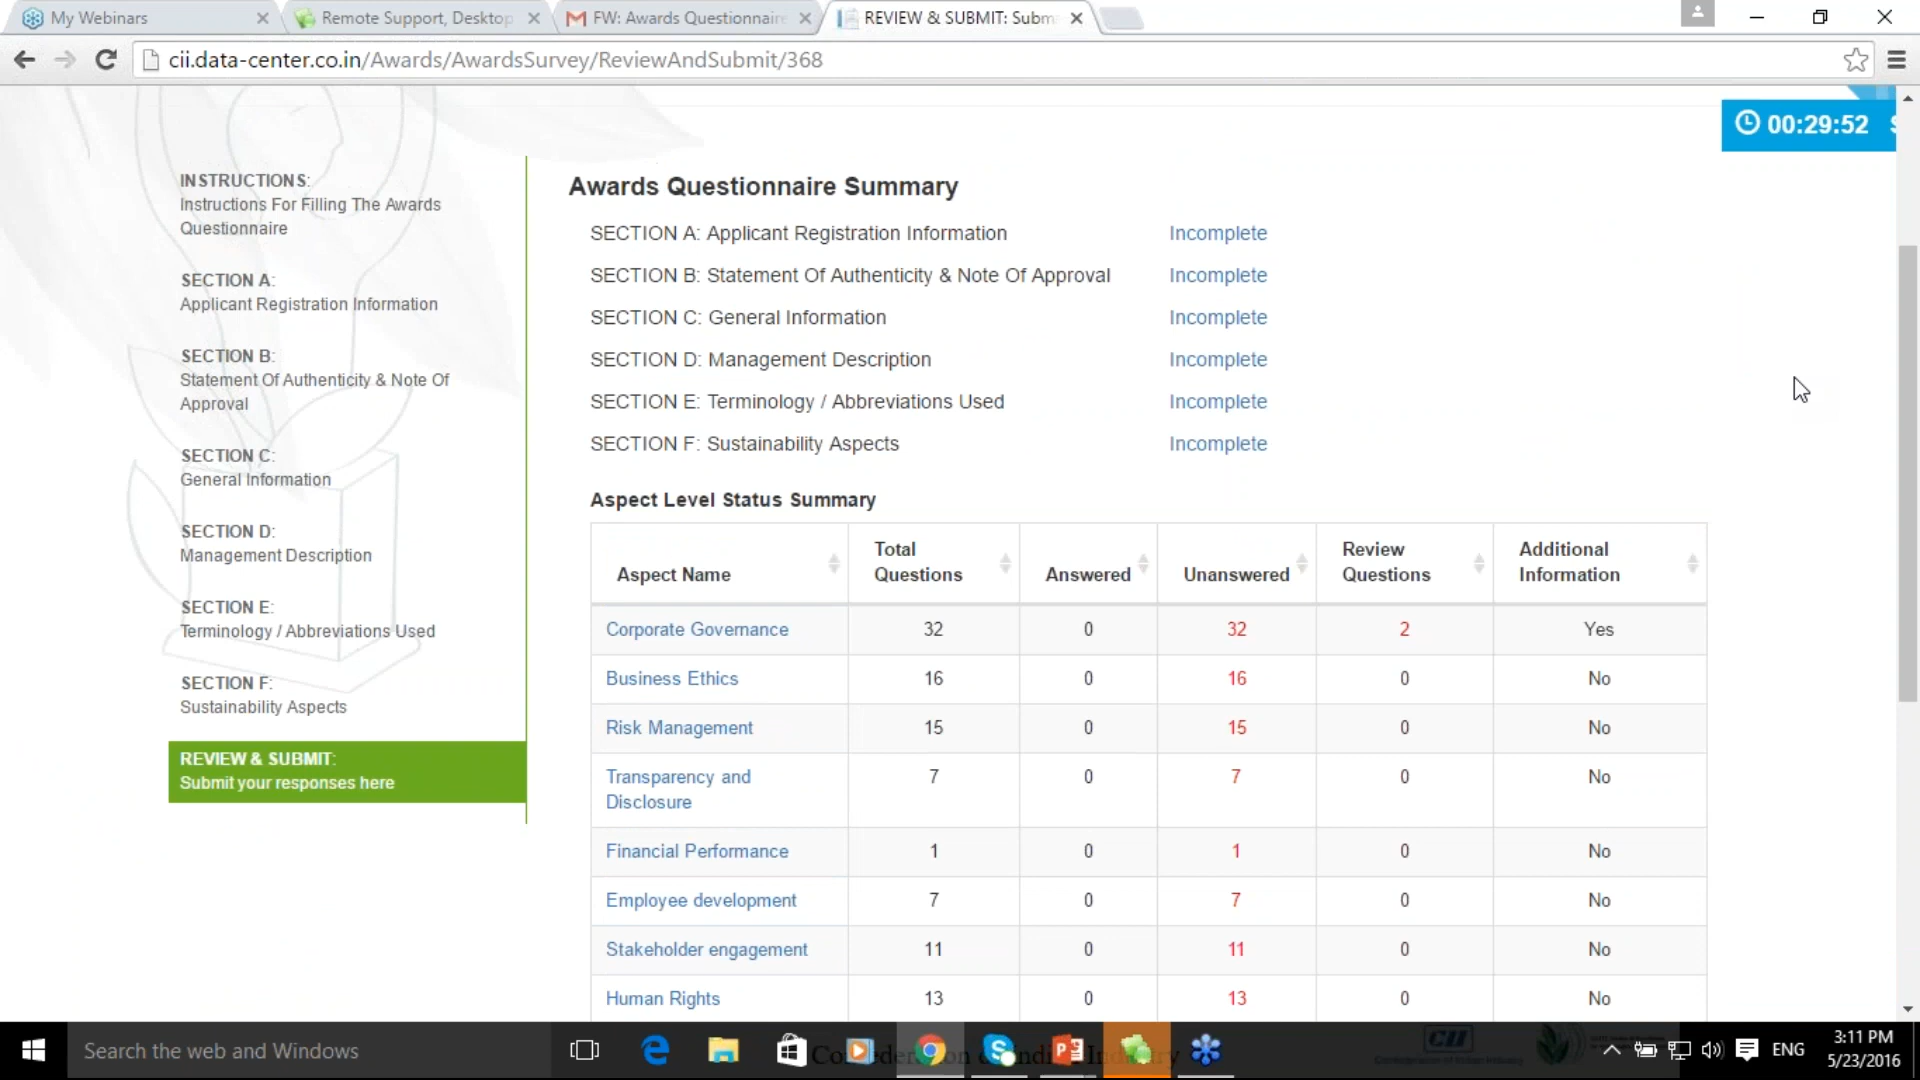 My Webinars
Remote Support, Desktop
FW: Awards Questionnaire
REVIEW & SUBMIT: Subm
cii.data-center.co.in/Awards/AwardsSurvey/ReviewAndSubmit/368
00:29:52
INSTRUCTIONS:
Instructions For Filling The Awards
Questionnaire
SECTION A:
Applicant Registration Information
SECTION B:
Statement Of Authenticity & Note Of
Approval
SECTION C:
General Information
SECTION D:
Management Description
SECTION E:
Terminology / Abbreviations Used
SECTION F:
Sustainability Aspects
REVIEW & SUBMIT:
Submit your responses here
Awards Questionnaire Summary
SECTION A: Applicant Registration Information Incomplete
SECTION B: Statement Of Authenticity & Note Of Approval Incomplete
SECTION C: General Information Incomplete
SECTION D: Management Description Incomplete
SECTION E: Terminology / Abbreviations Used Incomplete
SECTION F: Sustainability Aspects Incomplete
Aspect Level Status Summary
Aspect Name Total Questions Answered Unanswered Review Questions Additional Information
Corporate Governance 32 0 32 2 Yes
Business Ethics 16 0 16 0 No
Risk Management 15 0 15 0 No
Transparency and Disclosure 7 0 7 0 No
Financial Performance 1 0 1 0 No
Employee development 7 0 7 0 No
Stakeholder engagement 11 0 11 0 No
Human Rights 13 0 13 0 No
Search the web and Windows
CII
ENG
3:11 PM
5/23/2016